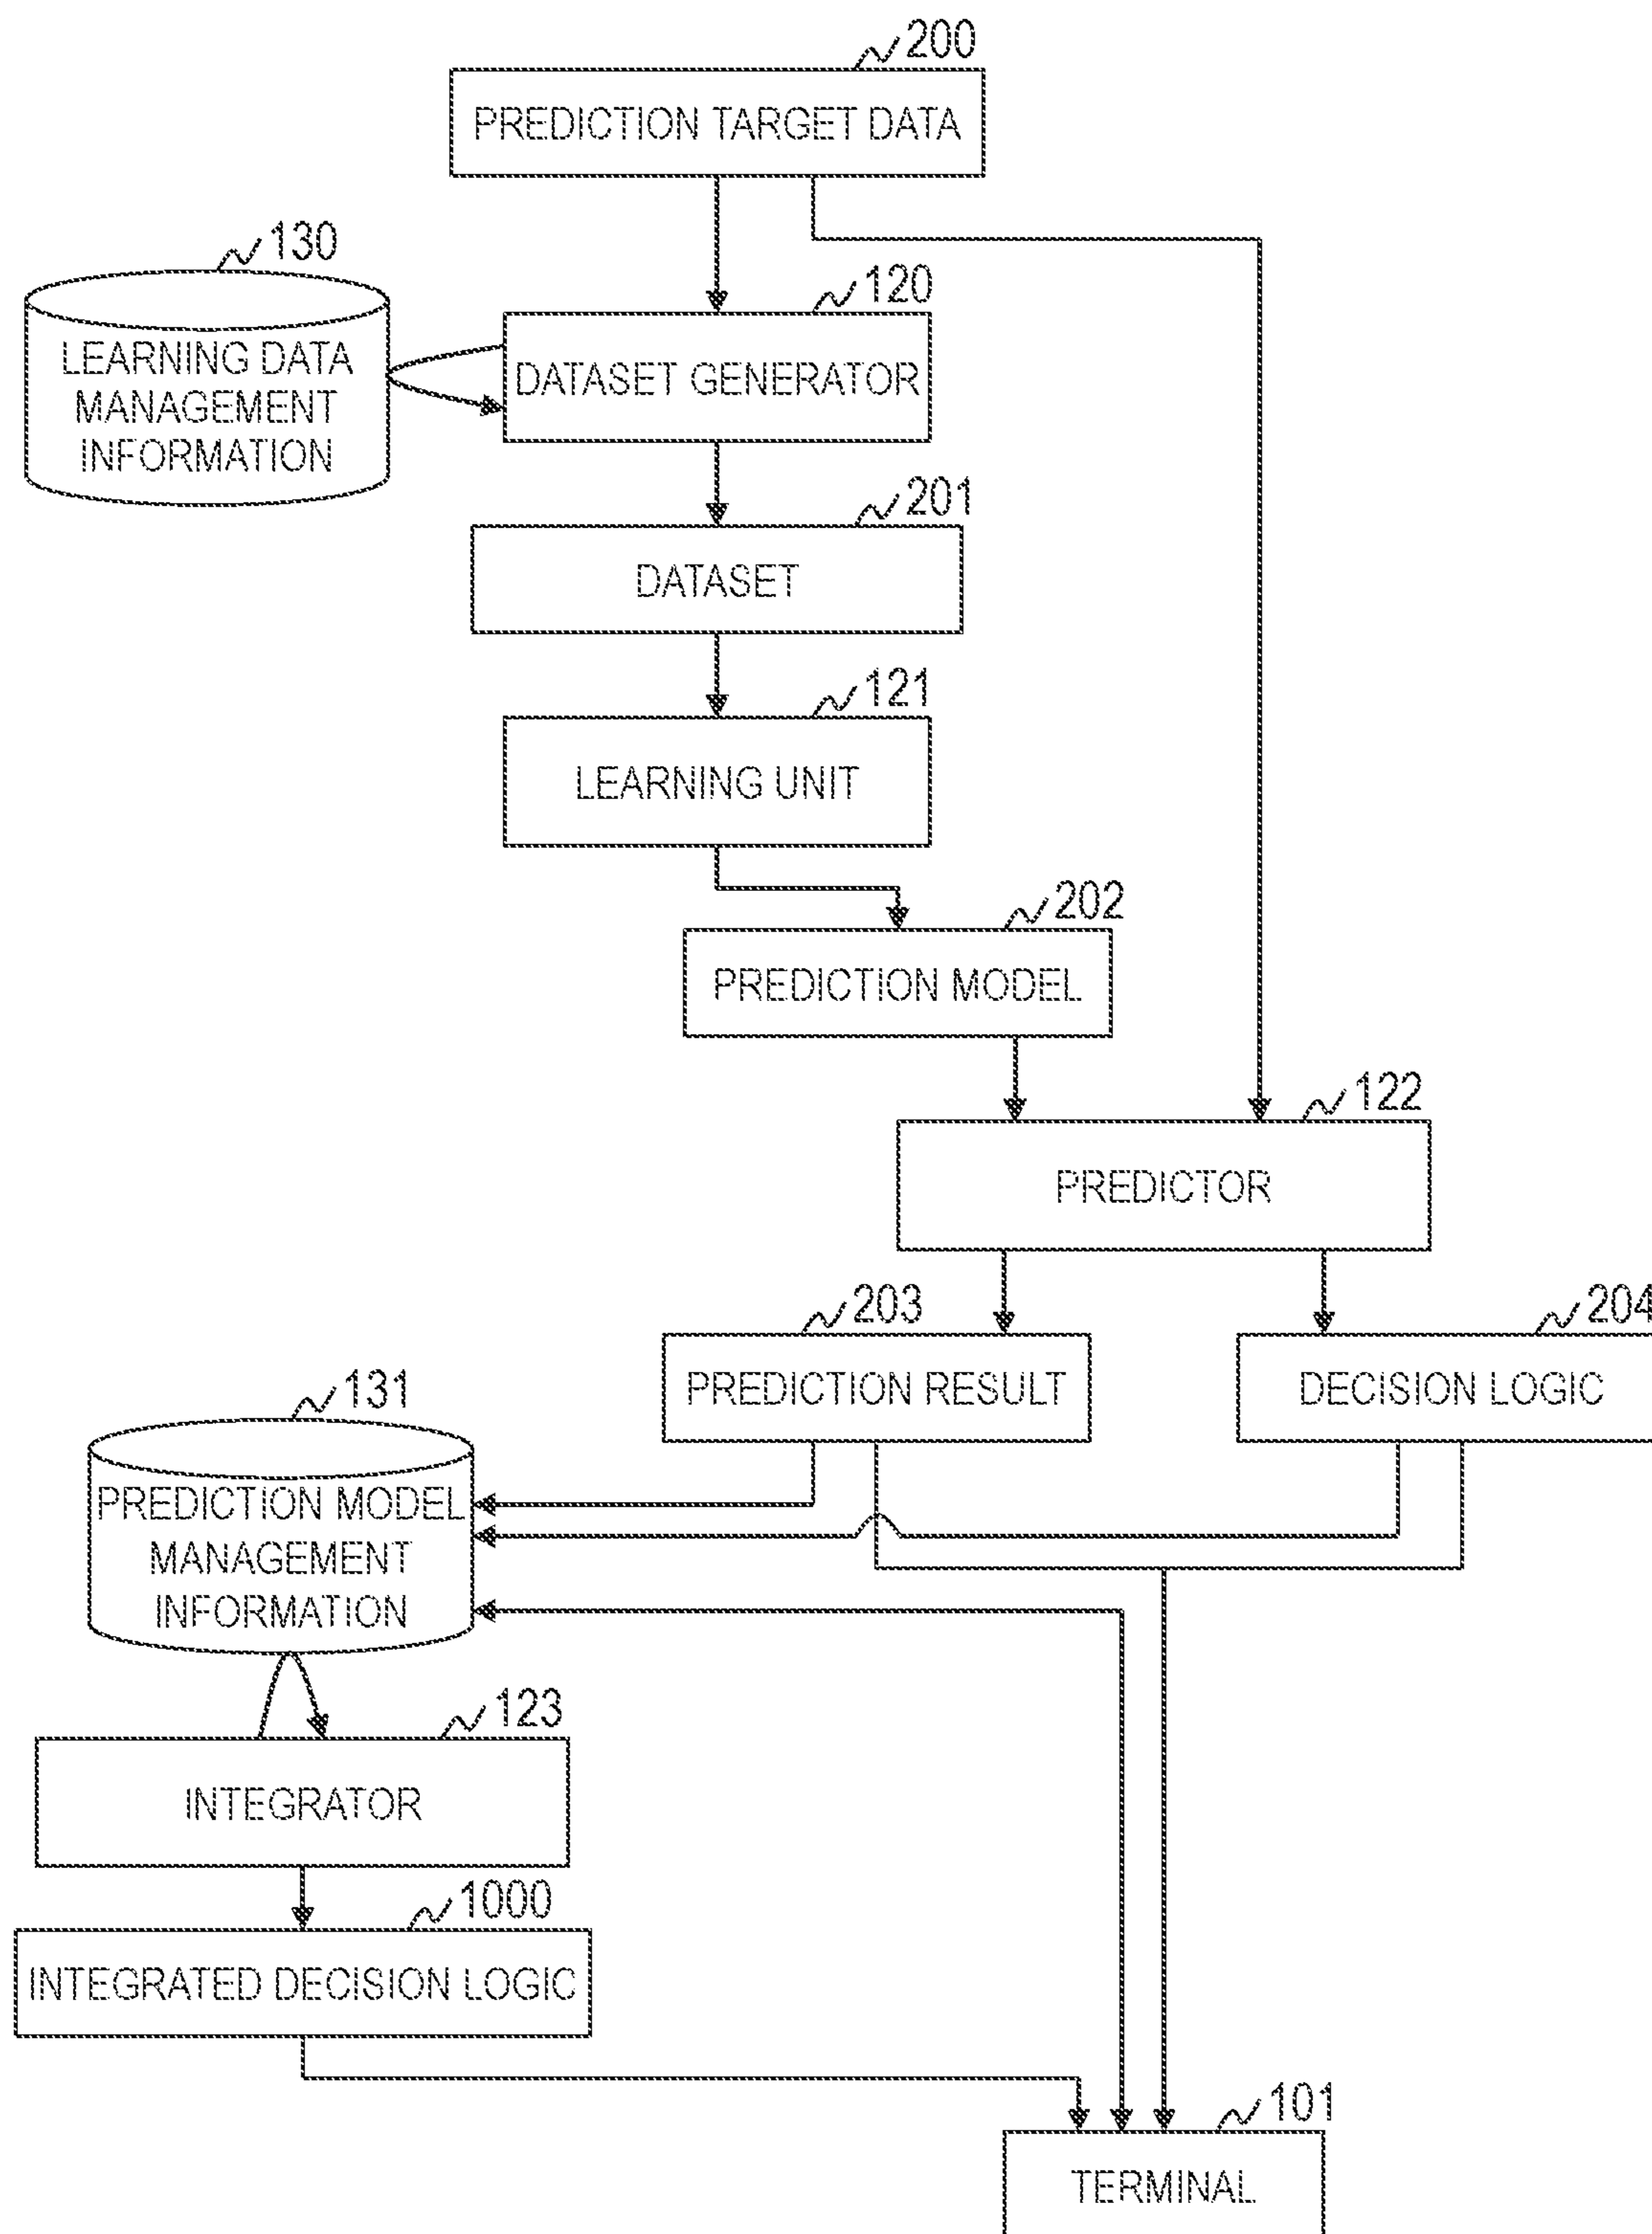 200
PREDICTION TARGET DATA
130
LEARNING DATA
MANAGEMENT
INFORMATION
120
DATASET GENERATOR
201
DATASET
121
LEARNING UNIT
202
PREDICTION MODEL
122
PREDICTOR
203
PREDICTION RESULT
204
DECISION LOGIC
131
PREDICTION MODEL
MANAGEMENT
INFORMATION
123
INTEGRATOR
1000
INTEGRATED DECISION LOGIC
101
TERMINAL